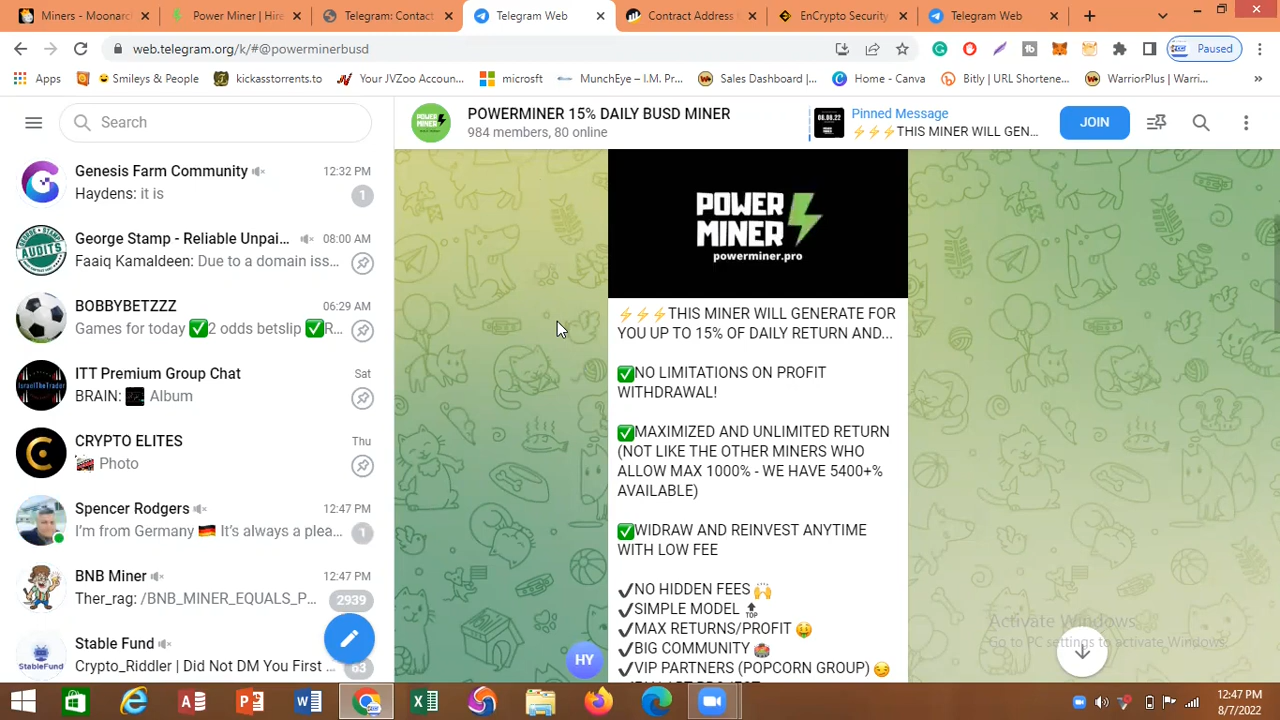 Miners - Moonarch
Power Miner | Hire
Telegram: Contact
Telegram Web
Contract Address
EnCrypto Security
Telegram Web
web.telegram.org/k/#@powerminerbusd
Paused
Apps
Smileys & People
kickasstorrents.to
Your JVZoo Accoun...
microsft
MunchEye – I.M. Pr...
Sales Dashboard |...
Home - Canva
Bitly | URL Shortene...
WarriorPlus | Warri...
Search
POWERMINER 15% DAILY BUSD MINER
984 members, 80 online
Pinned Message
⚡⚡⚡THIS MINER WILL GEN...
JOIN
Genesis Farm Community
12:32 PM
Haydens: it is
1
George Stamp - Reliable Unpai...
08:00 AM
Faaiq Kamaldeen: Due to a domain iss...
BOBBYBETZZZ
06:29 AM
Games for today ✅2 odds betslip ✅R...
ITT Premium Group Chat
Sat
BRAIN: Album
CRYPTO ELITES
Thu
Photo
Spencer Rodgers
12:47 PM
I'm from Germany 🇩🇪 It's always a plea...
1
BNB Miner
12:47 PM
Ther_rag: /BNB_MINER_EQUALS_P...
2939
Stable Fund
Crypto_Riddler | Did Not DM You First ...
63
POWER
MINER
powerminer.pro
⚡⚡⚡THIS MINER WILL GENERATE FOR
YOU UP TO 15% OF DAILY RETURN AND...
✅NO LIMITATIONS ON PROFIT
WITHDRAWAL!
✅MAXIMIZED AND UNLIMITED RETURN
(NOT LIKE THE OTHER MINERS WHO
ALLOW MAX 1000% - WE HAVE 5400+%
AVAILABLE)
✅WIDRAW AND REINVEST ANYTIME
WITH LOW FEE
✔NO HIDDEN FEES 🙌
✔SIMPLE MODEL 🔝
✔MAX RETURNS/PROFIT 🤑
✔BIG COMMUNITY
✔VIP PARTNERS (POPCORN GROUP) 😏
HY
Activate Windows
Go to PC settings to activate Windows.
12:47 PM
8/7/2022